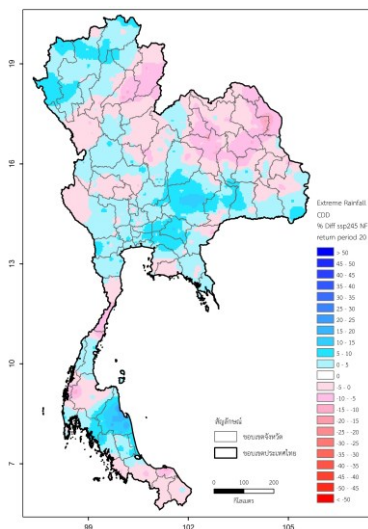 19
16
13
10
7
99
102
105
Extreme Rainfall
CDD
% Diff ssp245 NF
return period 20
> 50
45 - 50
40 - 45
35 - 40
30 - 35
25 - 30
20 - 25
15 - 20
10 - 15
5 - 10
0 - 5
0
-5 - 0
-10 - -5
-15 - -10
-20 - -15
-25 - -20
-30 - -25
-35 - -30
-40 - -35
-45 - -40
-50 - -45
< -50
สัญลักษณ์
ขอบเขตจังหวัด
ขอบเขตประเทศไทย
0 100 200
กิโลเมตร